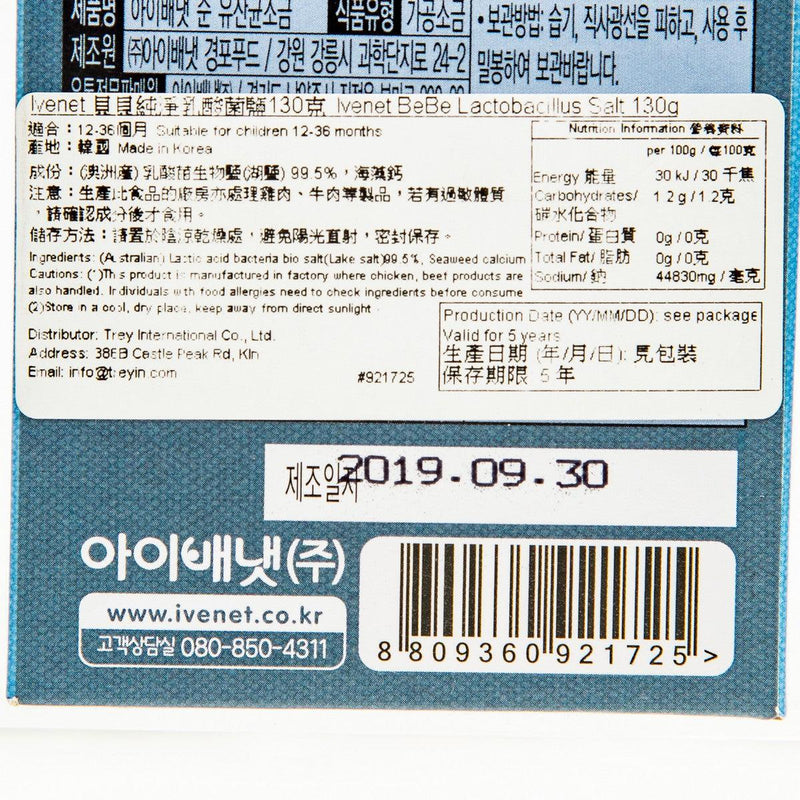 제품명 아이배냇 순 유산균소금 식품유형 가공소금
제조원 ㈜아이배냇 경포푸드 / 강원 강릉시 과학단지로 24-2
• 보관방법: 습기, 직사광선을 피하고, 사용 후
밀봉하여 보관바랍니다.
Ivenet 貝貝純淨乳酸菌鹽130克 Ivenet BeBe Lactobacillus Salt 130g
適合：12-36個月 Suitable for children 12-36 months
產地：韓國 Made in Korea
成份：(澳洲產) 乳酸菌生物鹽(湖鹽) 99.5%，海藻鈣
注意：生產此食品的廠房亦處理雞肉、牛肉等製品，若有過敏體質
，請確認成分後才食用。
儲存方法：請置於陰涼乾燥處，避免陽光直射，密封保存。
Ingredients: (Australian) Lactic acid bacteria bio salt(Lake salt)99.5%, Seaweed calcium
Cautions: (1)This product is manufactured in factory where chicken, beef products are
also handled. Individuals with food allergies need to check ingredients before consume
(2)Store in a cool, dry place, keep away from direct sunlight
Distributor: Trey International Co., Ltd.
Address: 38EB Castle Peak Rd, Kln
Email: info@treyin.com
#921725
Nutrition Information 營養資料
per 100g / 每100克
Energy 能量 30 kJ / 30 千焦
Carbohydrates/ 1.2g / 1.2克
碳水化合物
Protein/ 蛋白質 0g / 0克
Total Fat/ 脂肪 0g / 0克
Sodium/ 鈉 44830mg / 毫克
Production Date (YY/MM/DD): see package
Valid for 5 years
生產日期 (年/月/日): 見包裝
保存期限 5 年
제조일자 2019.09.30
아이배냇(주)
www.ivenet.co.kr
고객상담실 080-850-4311
8 809360 921725 >